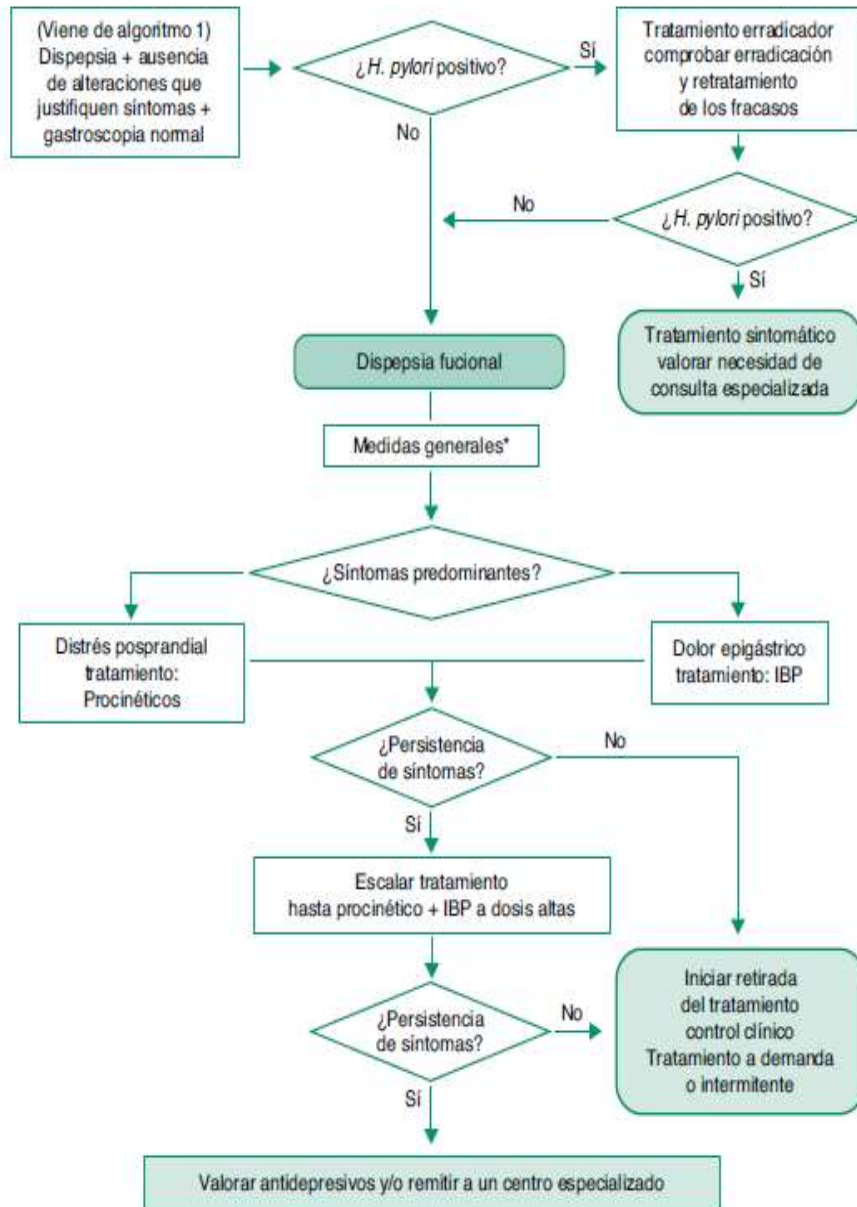 (Viene de algoritmo 1)
Dispepsia + ausencia
de alteraciones que
justifiquen síntomas +
gastroscopia normal
¿H. pylori positivo?
Sí
Tratamiento erradicador
comprobar erradicación
y retratamiento
de los fracasos
No
No
¿H. pylori positivo?
Sí
Tratamiento sintomático
valorar necesidad de
consulta especializada
Dispepsia fucional
Medidas generales*
¿Síntomas predominantes?
Distrés posprandial
tratamiento:
Procinéticos
Dolor epigástrico
tratamiento: IBP
¿Persistencia
de síntomas?
No
Sí
Escalar tratamiento
hasta procinético + IBP a dosis altas
¿Persistencia
de síntomas?
No
Iniciar retirada
del tratamiento
control clínico
Tratamiento a demanda
o intermitente
Sí
Valorar antidepresivos y/o remitir a un centro especializado